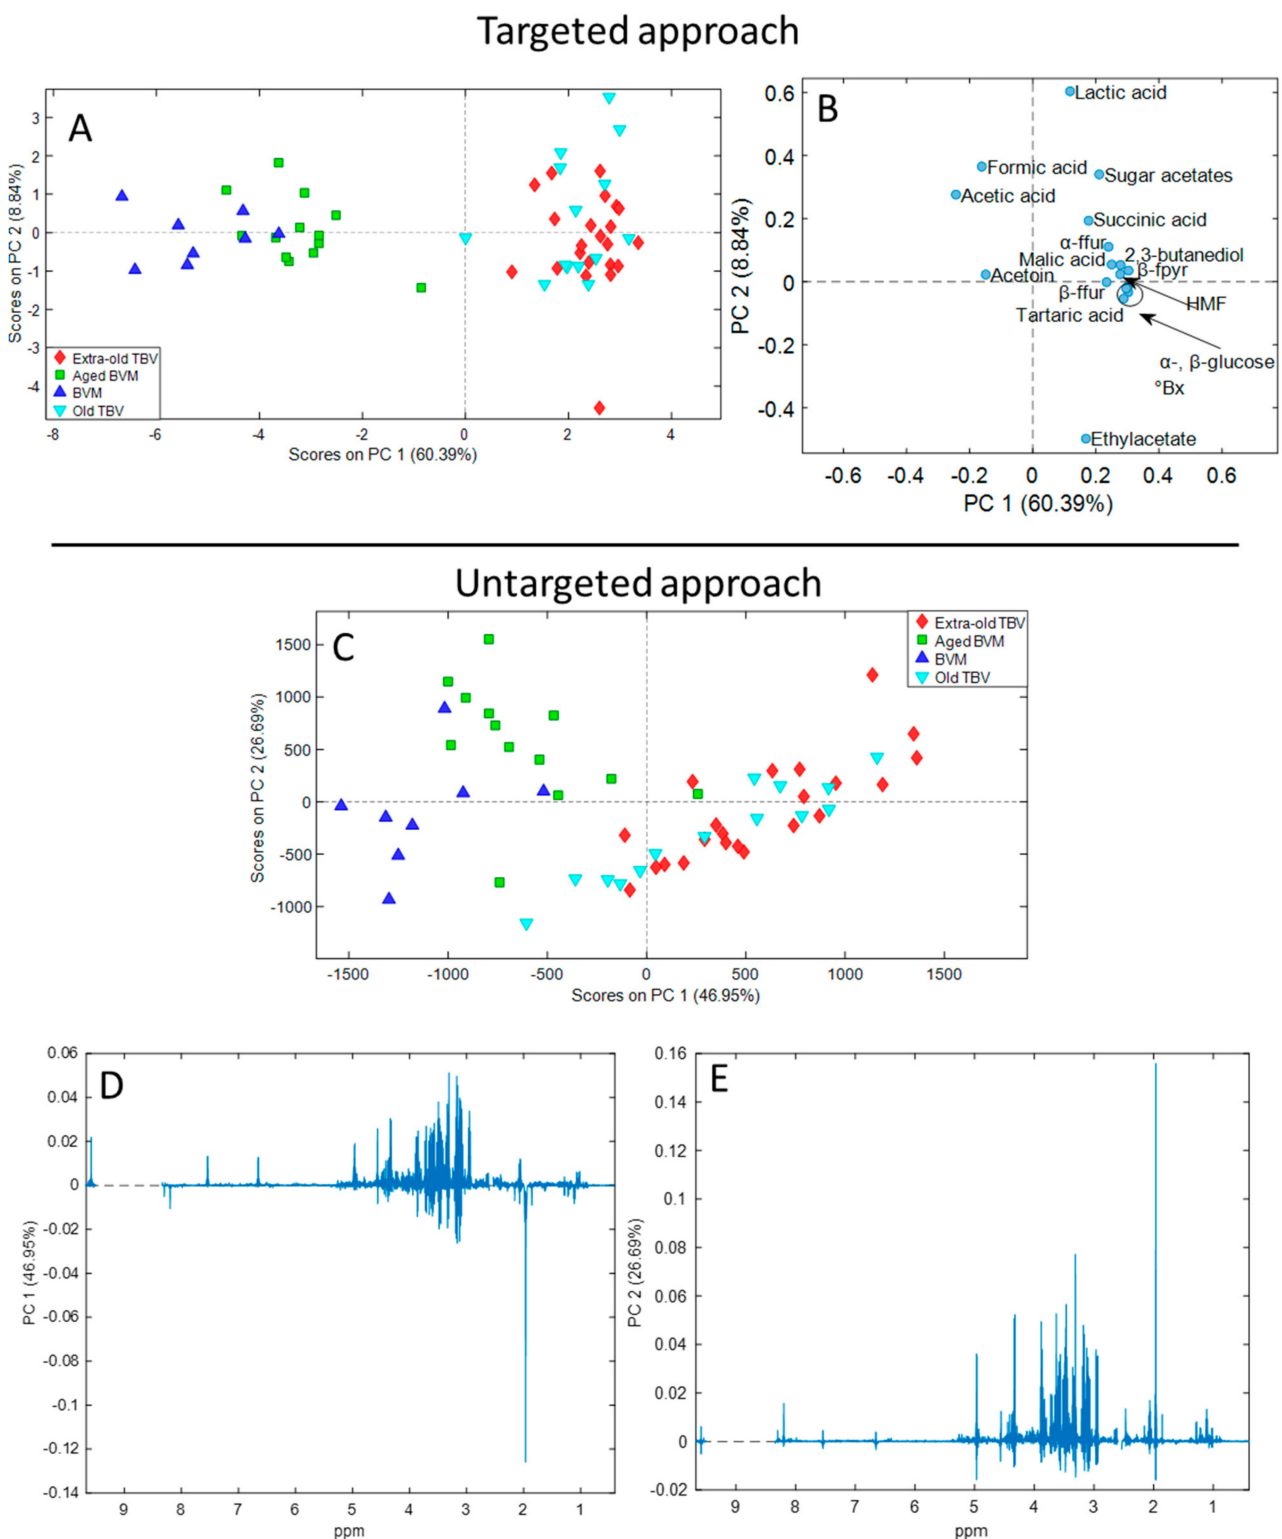 Targeted approach
A
Scores on PC 2 (8.84%)
3
2
1
0
-1
-2
-3
-4
Extra-old TBV
Aged BVM
BVM
Old TBV
-8
-6
-4
-2
0
2
4
Scores on PC 1 (60.39%)
B
PC 2 (8.84%)
0.6
0.4
0.2
0
-0.2
-0.4
Lactic acid
Formic acid
Sugar acetates
Acetic acid
Succinic acid
α-ffur
Malic acid
2,3-butanediol
β-fpyr
Acetoin
β-ffur
HMF
Tartaric acid
α-, β-glucose
°Bx
Ethylacetate
-0.6
-0.4
-0.2
0
0.2
0.4
0.6
PC 1 (60.39%)
Untargeted approach
C
Scores on PC 2 (26.69%)
1500
1000
500
0
-500
-1000
Extra-old TBV
Aged BVM
BVM
Old TBV
-1500
-1000
-500
0
500
1000
1500
Scores on PC 1 (46.95%)
D
PC 1 (46.95%)
0.06
0.04
0.02
0
-0.02
-0.04
-0.06
-0.08
-0.1
-0.12
-0.14
9
8
7
6
5
4
3
2
1
ppm
E
PC 2 (26.69%)
0.16
0.14
0.12
0.1
0.08
0.06
0.04
0.02
0
-0.02
9
8
7
6
5
4
3
2
1
ppm